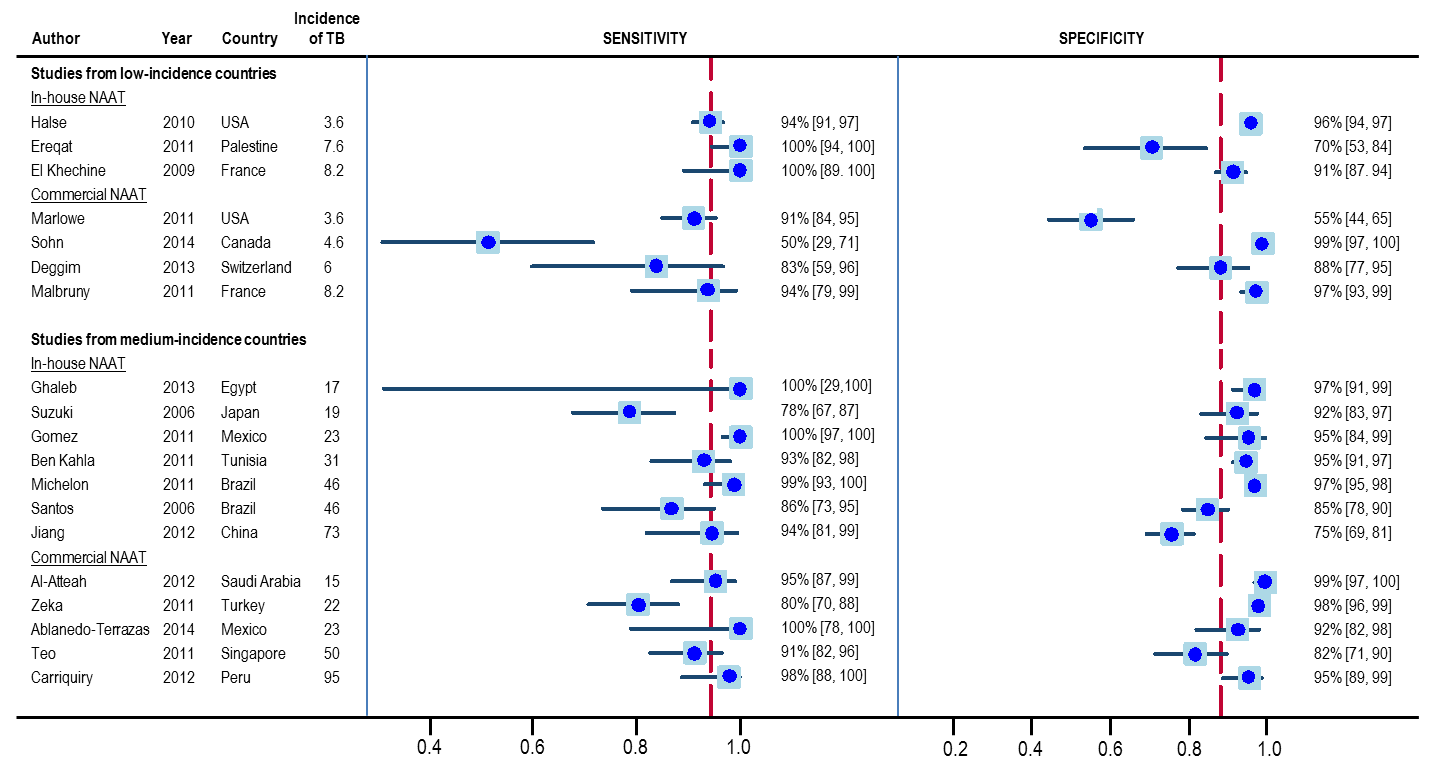 Incidence
Author Year Country of TB SENSITIVITY SPECIFICITY
Studies from low-incidence countries
In-house NAAT
Halse 2010 USA 3.6 94% [91, 97] 96% [94, 97]
Ereqat 2011 Palestine 7.6 100% [94, 100] 70% [53, 84]
El Khechine 2009 France 8.2 100% [89. 100] 91% [87. 94]
Commercial NAAT
Marlowe 2011 USA 3.6 91% [84, 95] 55% [44, 65]
Sohn 2014 Canada 4.6 50% [29, 71] 99% [97, 100]
Deggim 2013 Switzerland 6 83% [59, 96] 88% [77, 95]
Malbruny 2011 France 8.2 94% [79, 99] 97% [93, 99]
Studies from medium-incidence countries
In-house NAAT
Ghaleb 2013 Egypt 17 100% [29,100] 97% [91, 99]
Suzuki 2006 Japan 19 78% [67, 87] 92% [83, 97]
Gomez 2011 Mexico 23 100% [97, 100] 95% [84, 99]
Ben Kahla 2011 Tunisia 31 93% [82, 98] 95% [91, 97]
Michelon 2011 Brazil 46 99% [93, 100] 97% [95, 98]
Santos 2006 Brazil 46 86% [73, 95] 85% [78, 90]
Jiang 2012 China 73 94% [81, 99] 75% [69, 81]
Commercial NAAT
Al-Atteah 2012 Saudi Arabia 15 95% [87, 99] 99% [97, 100]
Zeka 2011 Turkey 22 80% [70, 88] 98% [96, 99]
Ablanedo-Terrazas 2014 Mexico 23 100% [78, 100] 92% [82, 98]
Teo 2011 Singapore 50 91% [82, 96] 82% [71, 90]
Carriquiry 2012 Peru 95 98% [88, 100] 95% [89, 99]
0.4 0.6 0.8 1.0 0.2 0.4 0.6 0.8 1.0